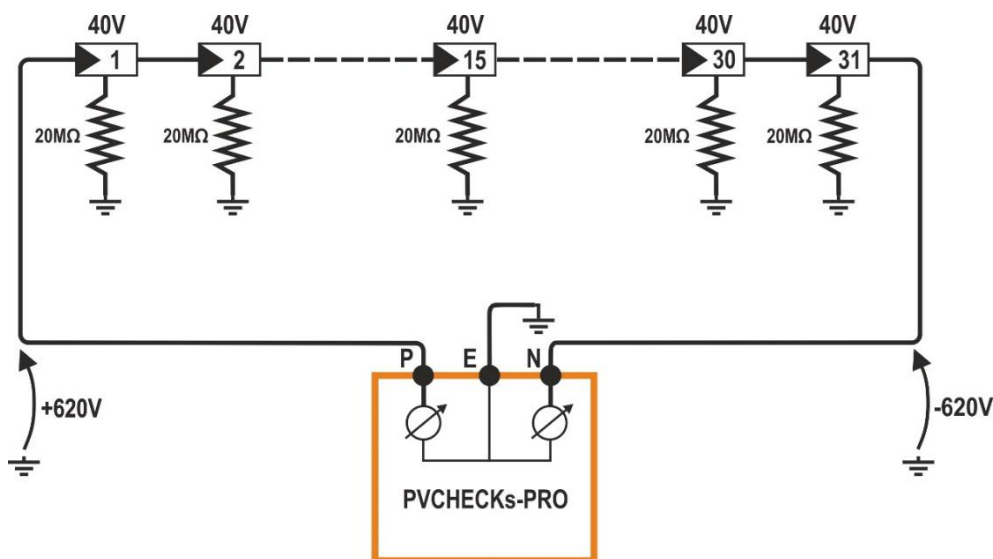 40V 40V 40V 40V 40V
1 2 15 30 31
20MΩ 20MΩ 20MΩ 20MΩ 20MΩ
P E N
+620V -620V
PVCHECKs-PRO